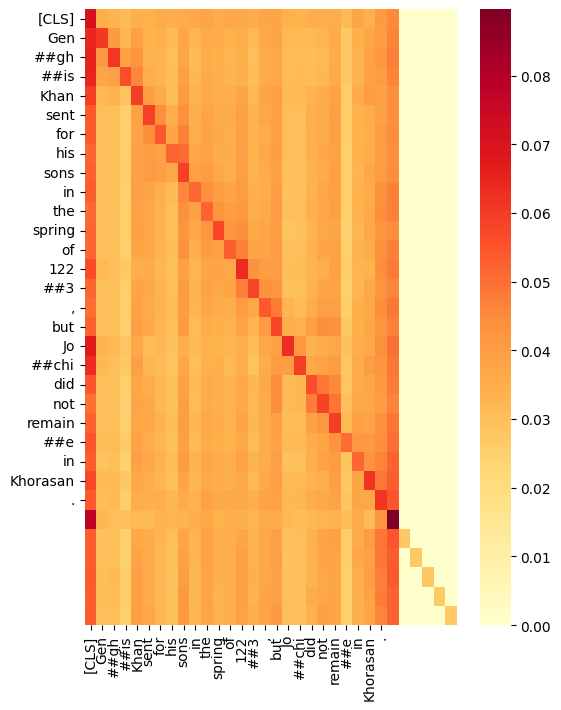 [CLS]
Gen
##gh
##is
Khan
sent
for
his
sons
in
the
spring
of
122
##3
,
but
Jo
##chi
did
not
remain
##e
in
Khorasan
.
[CLS]
Gen
##gh
##is
Khan
sent
for
his
sons
in
the
spring
of
122
##3
,
but
Jo
##chi
did
not
remain
##e
in
Khorasan
.
0.08
0.07
0.06
0.05
0.04
0.03
0.02
0.01
0.00